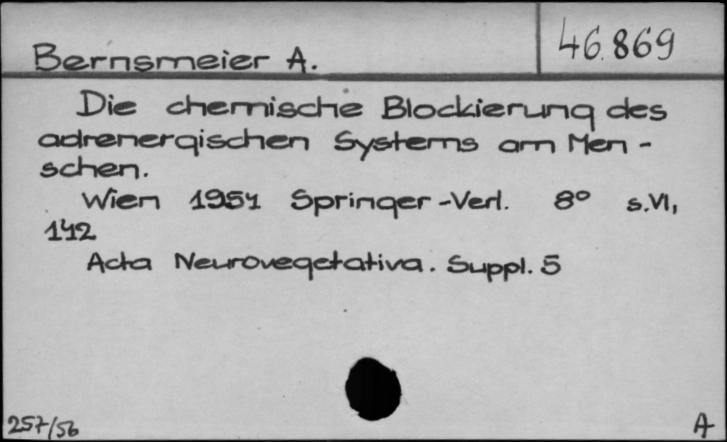 Bernsmeier A.
46.869
Die chemische Blockierung des
adrenergischen Systems am Men-
schen.
Wien 1954 Springer-Verl. 8° s.VI,
142
Acta Neurovegetativa. Suppl. 5
257/56
A